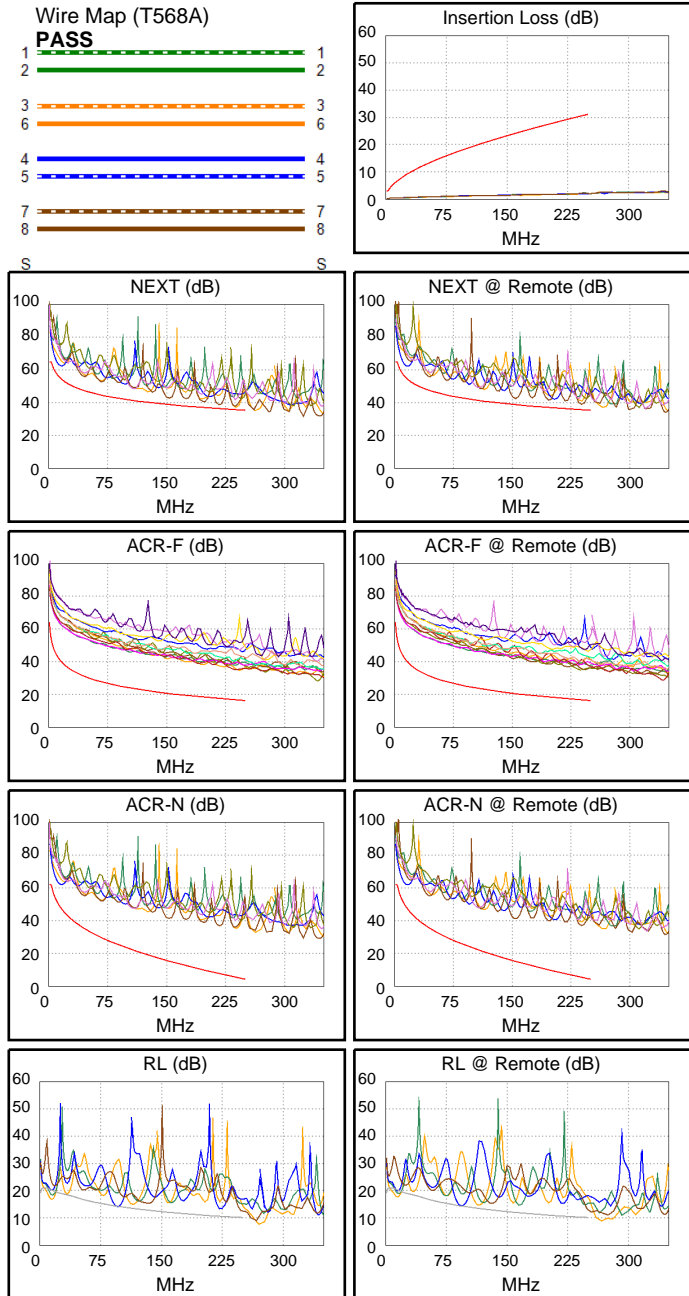 Wire Map (T568A)
PASS
1 1
2 2
3 3
6 6
4 4
5 5
7 7
8 8
S S
Insertion Loss (dB)
60
50
40
30
20
10
0
0 75 150 225 300
MHz
NEXT (dB)
100
80
60
40
20
0
0 75 150 225 300
MHz
NEXT @ Remote (dB)
100
80
60
40
20
0
0 75 150 225 300
MHz
ACR-F (dB)
100
80
60
40
20
0
0 75 150 225 300
MHz
ACR-F @ Remote (dB)
100
80
60
40
20
0
0 75 150 225 300
MHz
ACR-N (dB)
100
80
60
40
20
0
0 75 150 225 300
MHz
ACR-N @ Remote (dB)
100
80
60
40
20
0
0 75 150 225 300
MHz
RL (dB)
60
50
40
30
20
10
0
0 75 150 225 300
MHz
RL @ Remote (dB)
60
50
40
30
20
10
0
0 75 150 225 300
MHz